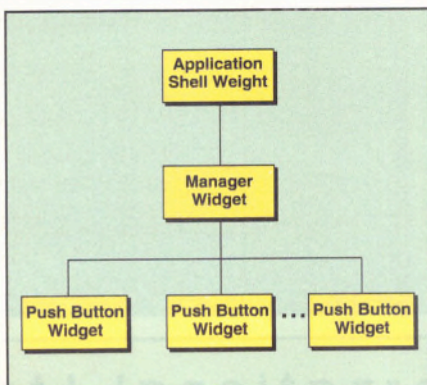 Application
Shell Weight
Manager
Widget
Push Button
Widget
Push Button
Widget
...
Push Button
Widget